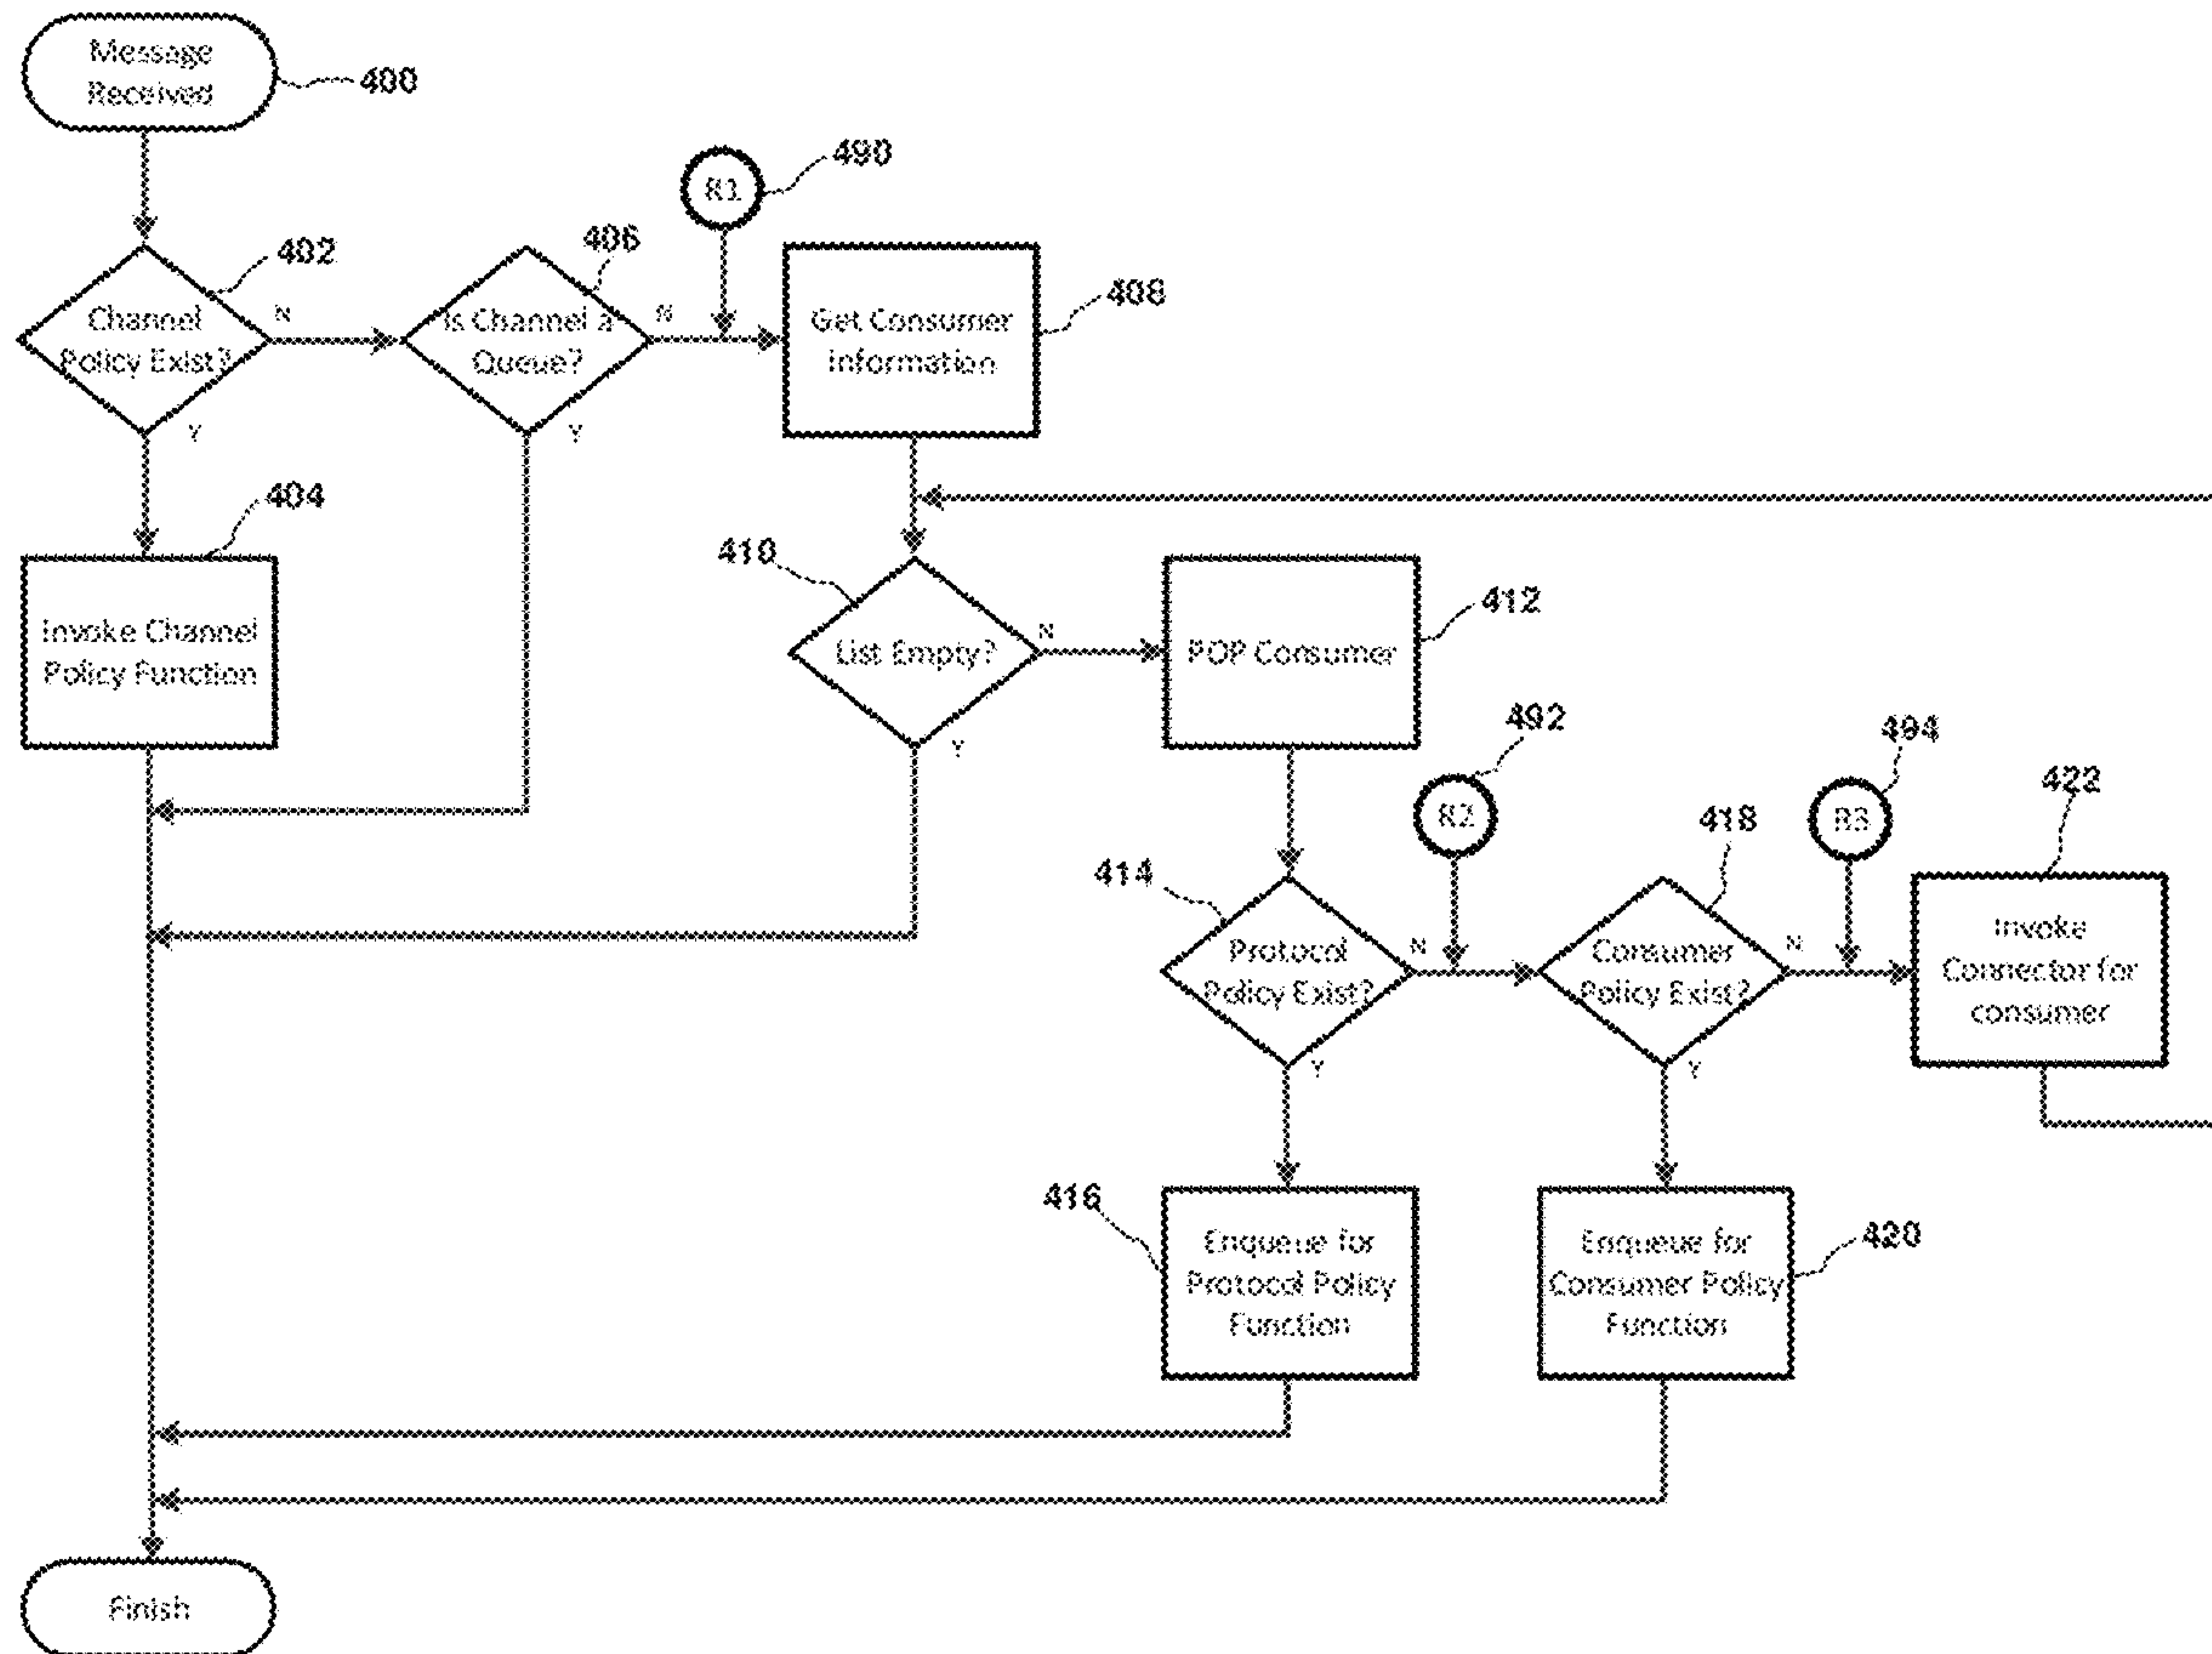 Message
Received
400
490
R1
402
406
Channel
Policy Exist?
N
Is Channel a
Queue?
N
Get Consumer
Information
408
Y
Y
404
Invoke Channel
Policy Function
410
List Empty?
N
POP Consumer
412
Y
492
R2
494
R3
422
414
418
Protocol
Policy Exist?
N
Consumer
Policy Exist?
N
Invoke
Connector for
consumer
Y
Y
416
Enqueue for
Protocol Policy
Function
Enqueue for
Consumer Policy
Function
420
Finish